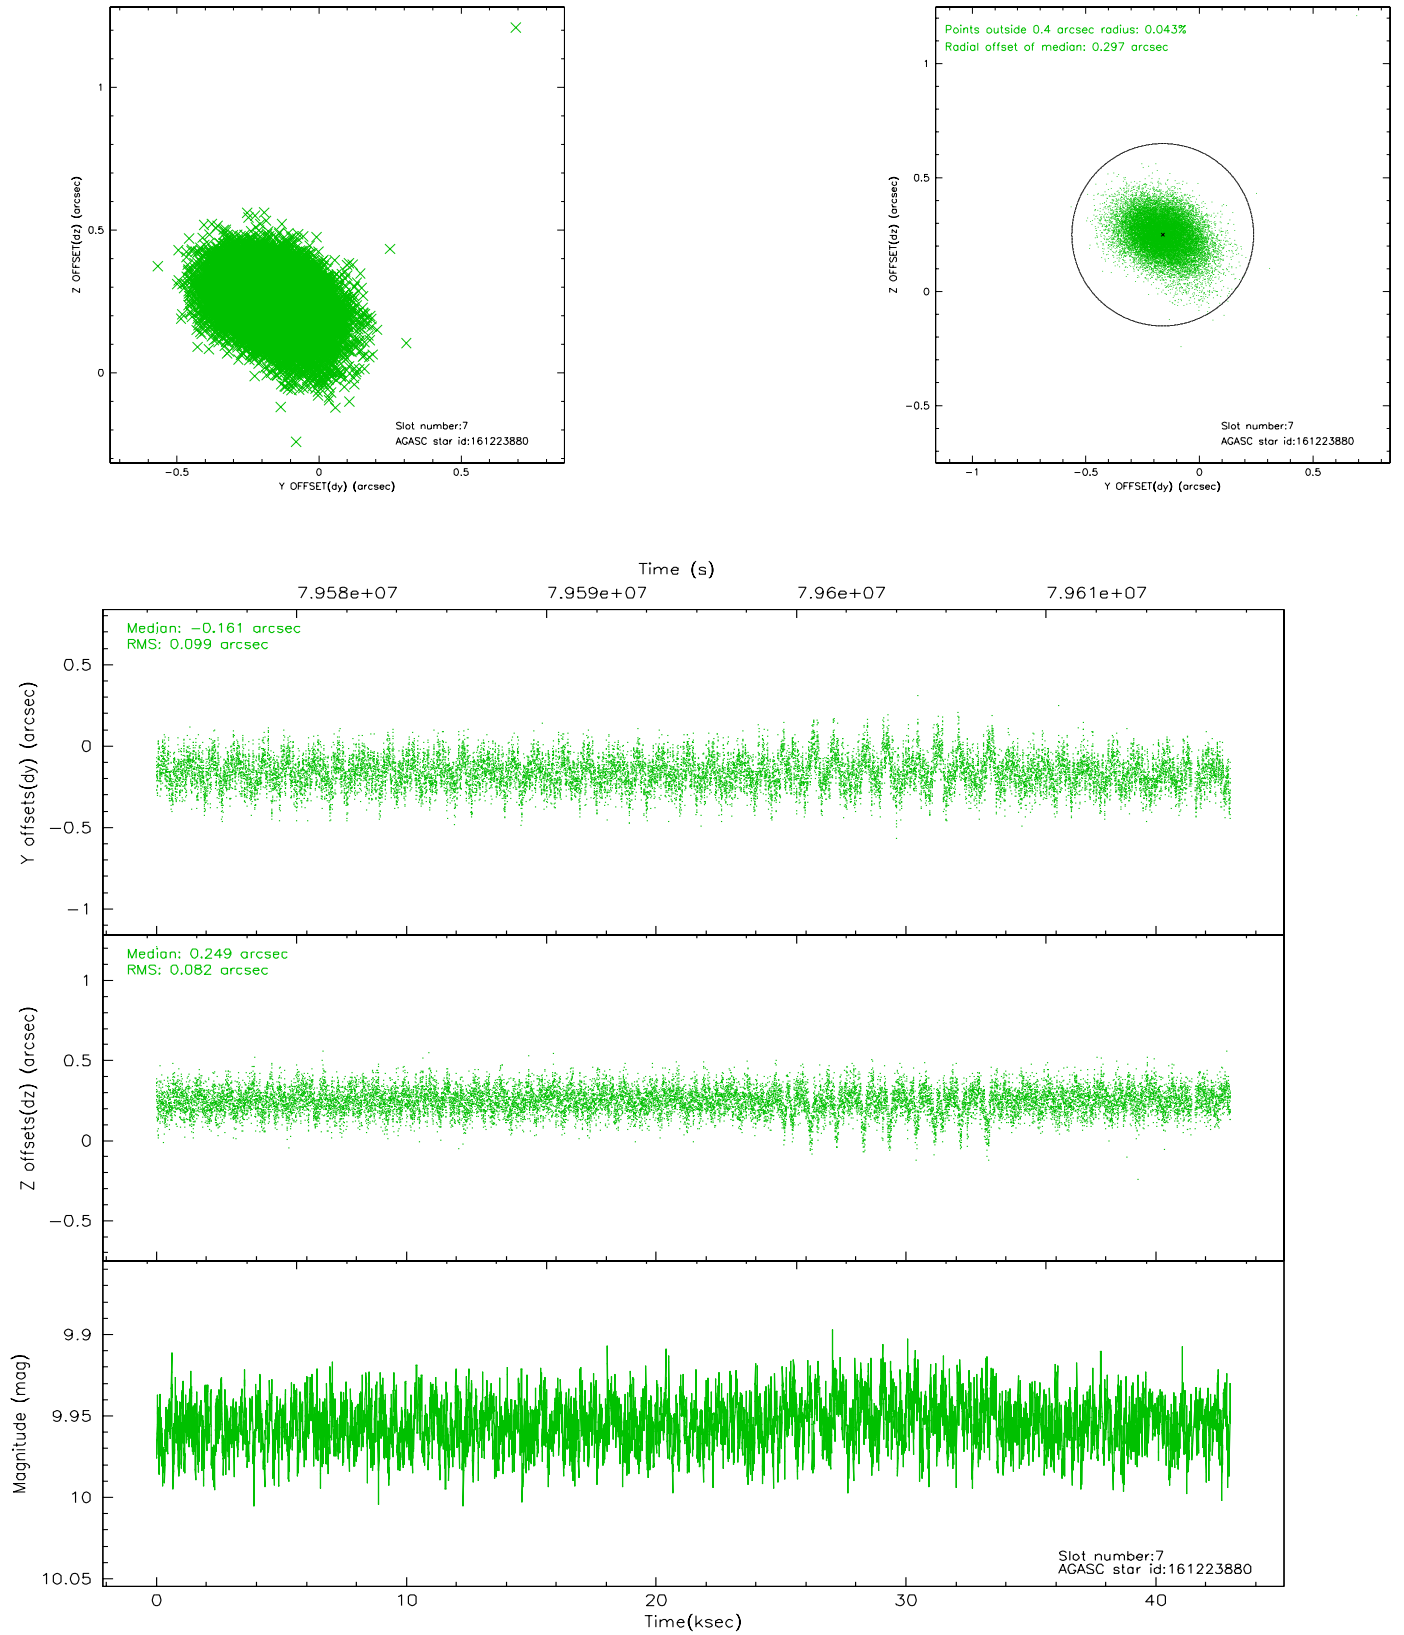 1
0.5
0
Z OFFSET(dz) (arcsec)
Slot number:7
AGASC star id:161223880
−0.5 0 0.5
Y OFFSET(dy) (arcsec)
Points outside 0.4 arcsec radius: 0.043%
Radial offset of median: 0.297 arcsec
1
0.5
0
−0.5
Z OFFSET(dz) (arcsec)
Slot number:7
AGASC star id:161223880
−1 −0.5 0 0.5
Y OFFSET(dy) (arcsec)
Time (s)
7.958e+07 7.959e+07 7.96e+07 7.961e+07
Median: −0.161 arcsec
RMS: 0.099 arcsec
0.5
0
−0.5
−1
Y offsets(dy) (arcsec)
Median: 0.249 arcsec
RMS: 0.082 arcsec
1
0.5
0
−0.5
Z offsets(dz) (arcsec)
9.9
9.95
10
10.05
Magnitude (mag)
Slot number:7
AGASC star id:161223880
0 10 20 30 40
Time(ksec)